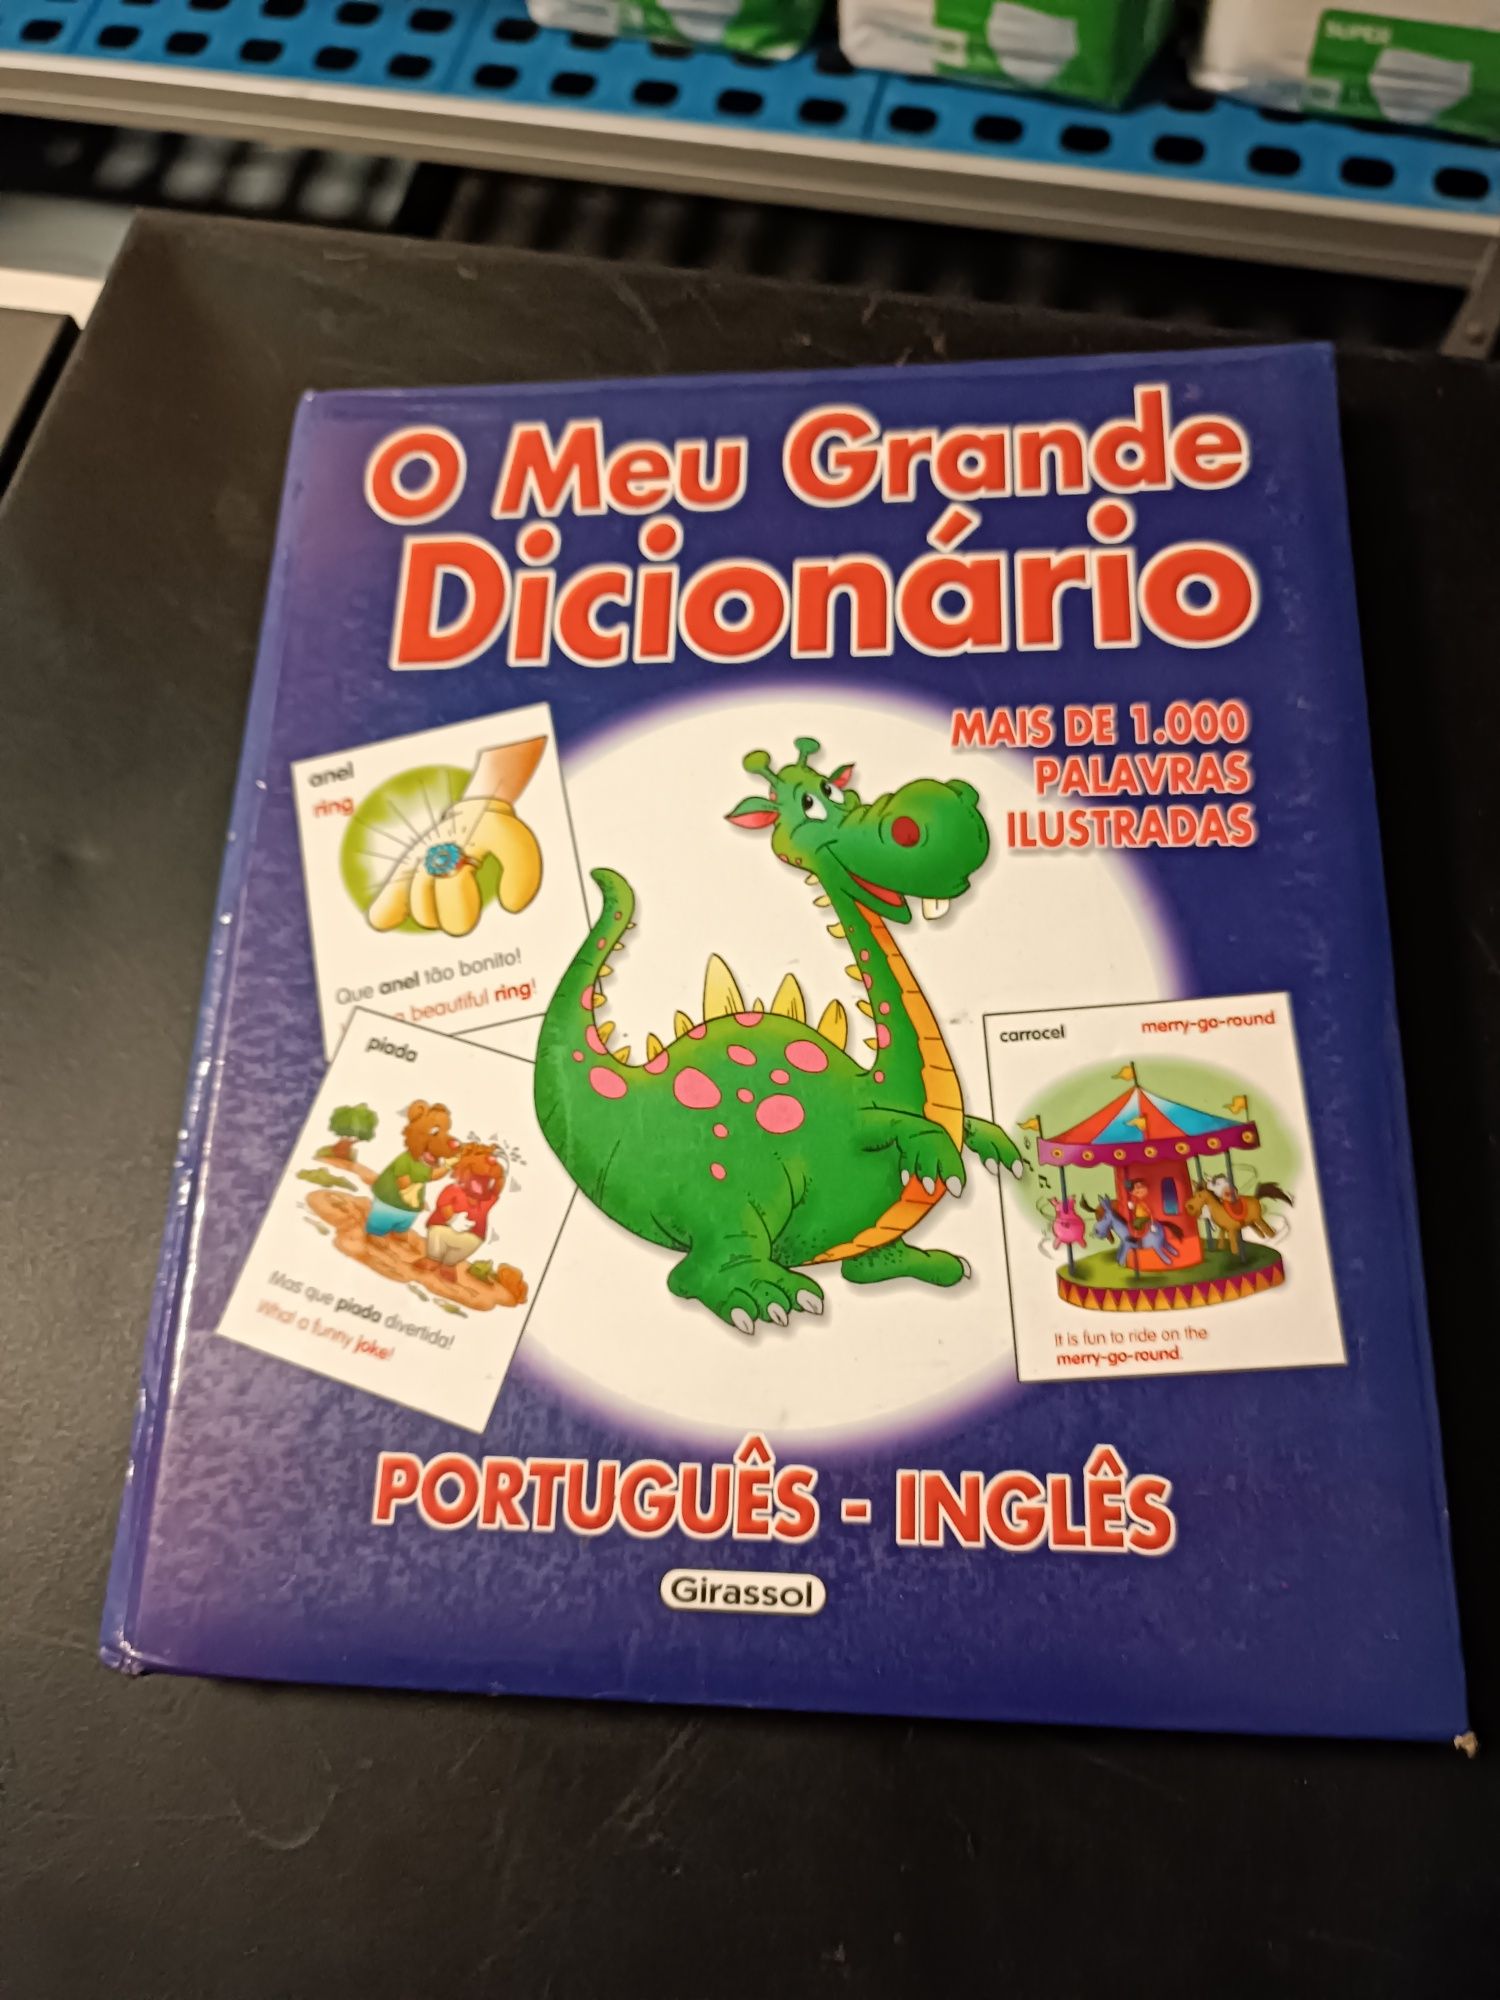 SUPER
O Meu Grande
Dicionário
MAIS DE 1.000
PALAVRAS
ILUSTRADAS
anel
ring
Que anel tão bonito!
a beautiful ring!
piada
Mas que piada divertida!
What a funny joke!
carrocel
merry-go-round
It is fun to ride on the
merry-go-round.
PORTUGUÊS - INGLÊS
Girassol